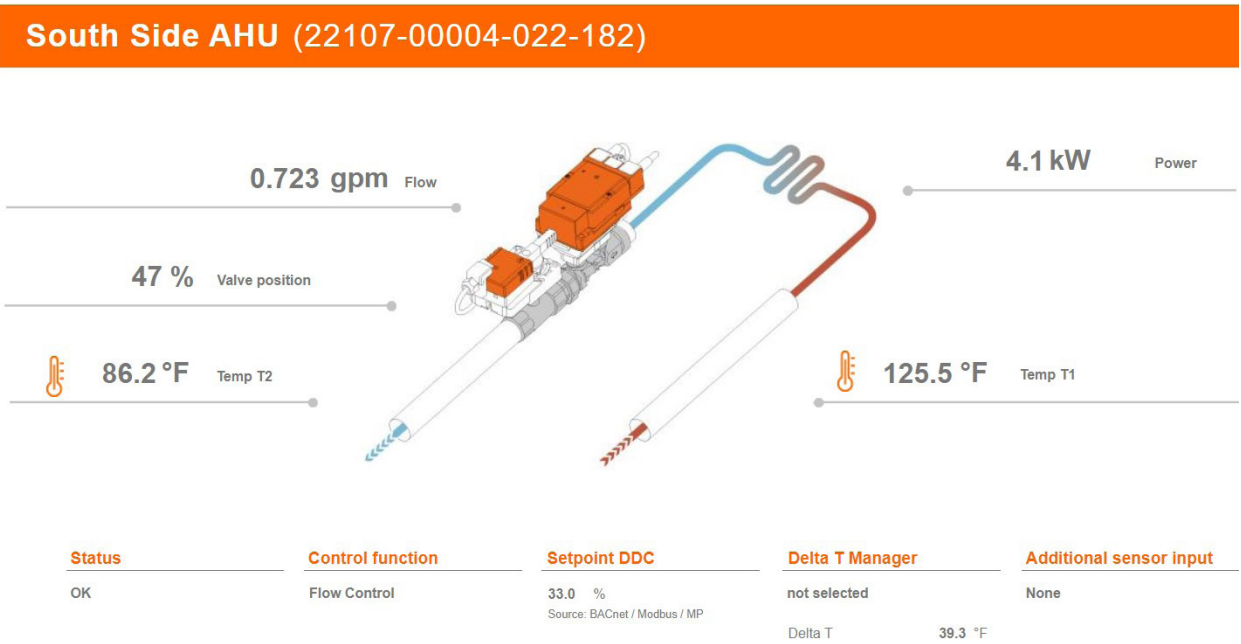 South Side AHU (22107-00004-022-182)
0.723 gpm Flow
4.1 kW Power
47 % Valve position
86.2 °F Temp T2
125.5 °F Temp T1
Status
OK
Control function
Flow Control
Setpoint DDC
33.0 %
Source: BACnet / Modbus / MP
Delta T Manager
not selected
Delta T 39.3 °F
Additional sensor input
None